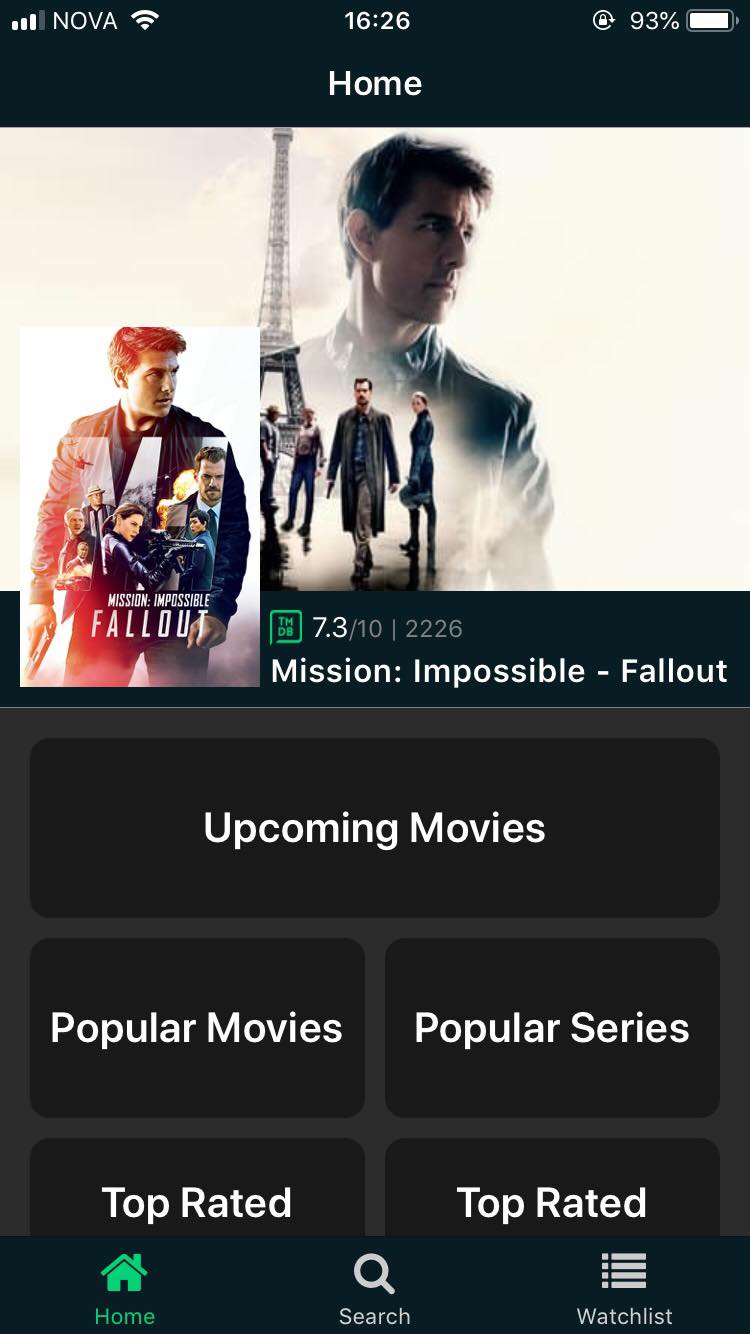 NOVA 16:26 93%
Home
MISSION: IMPOSSIBLE
FALLOUT
TM
DB
7.3/10 | 2226
Mission: Impossible - Fallout
Upcoming Movies
Popular Movies Popular Series
Top Rated Top Rated
Home Search Watchlist